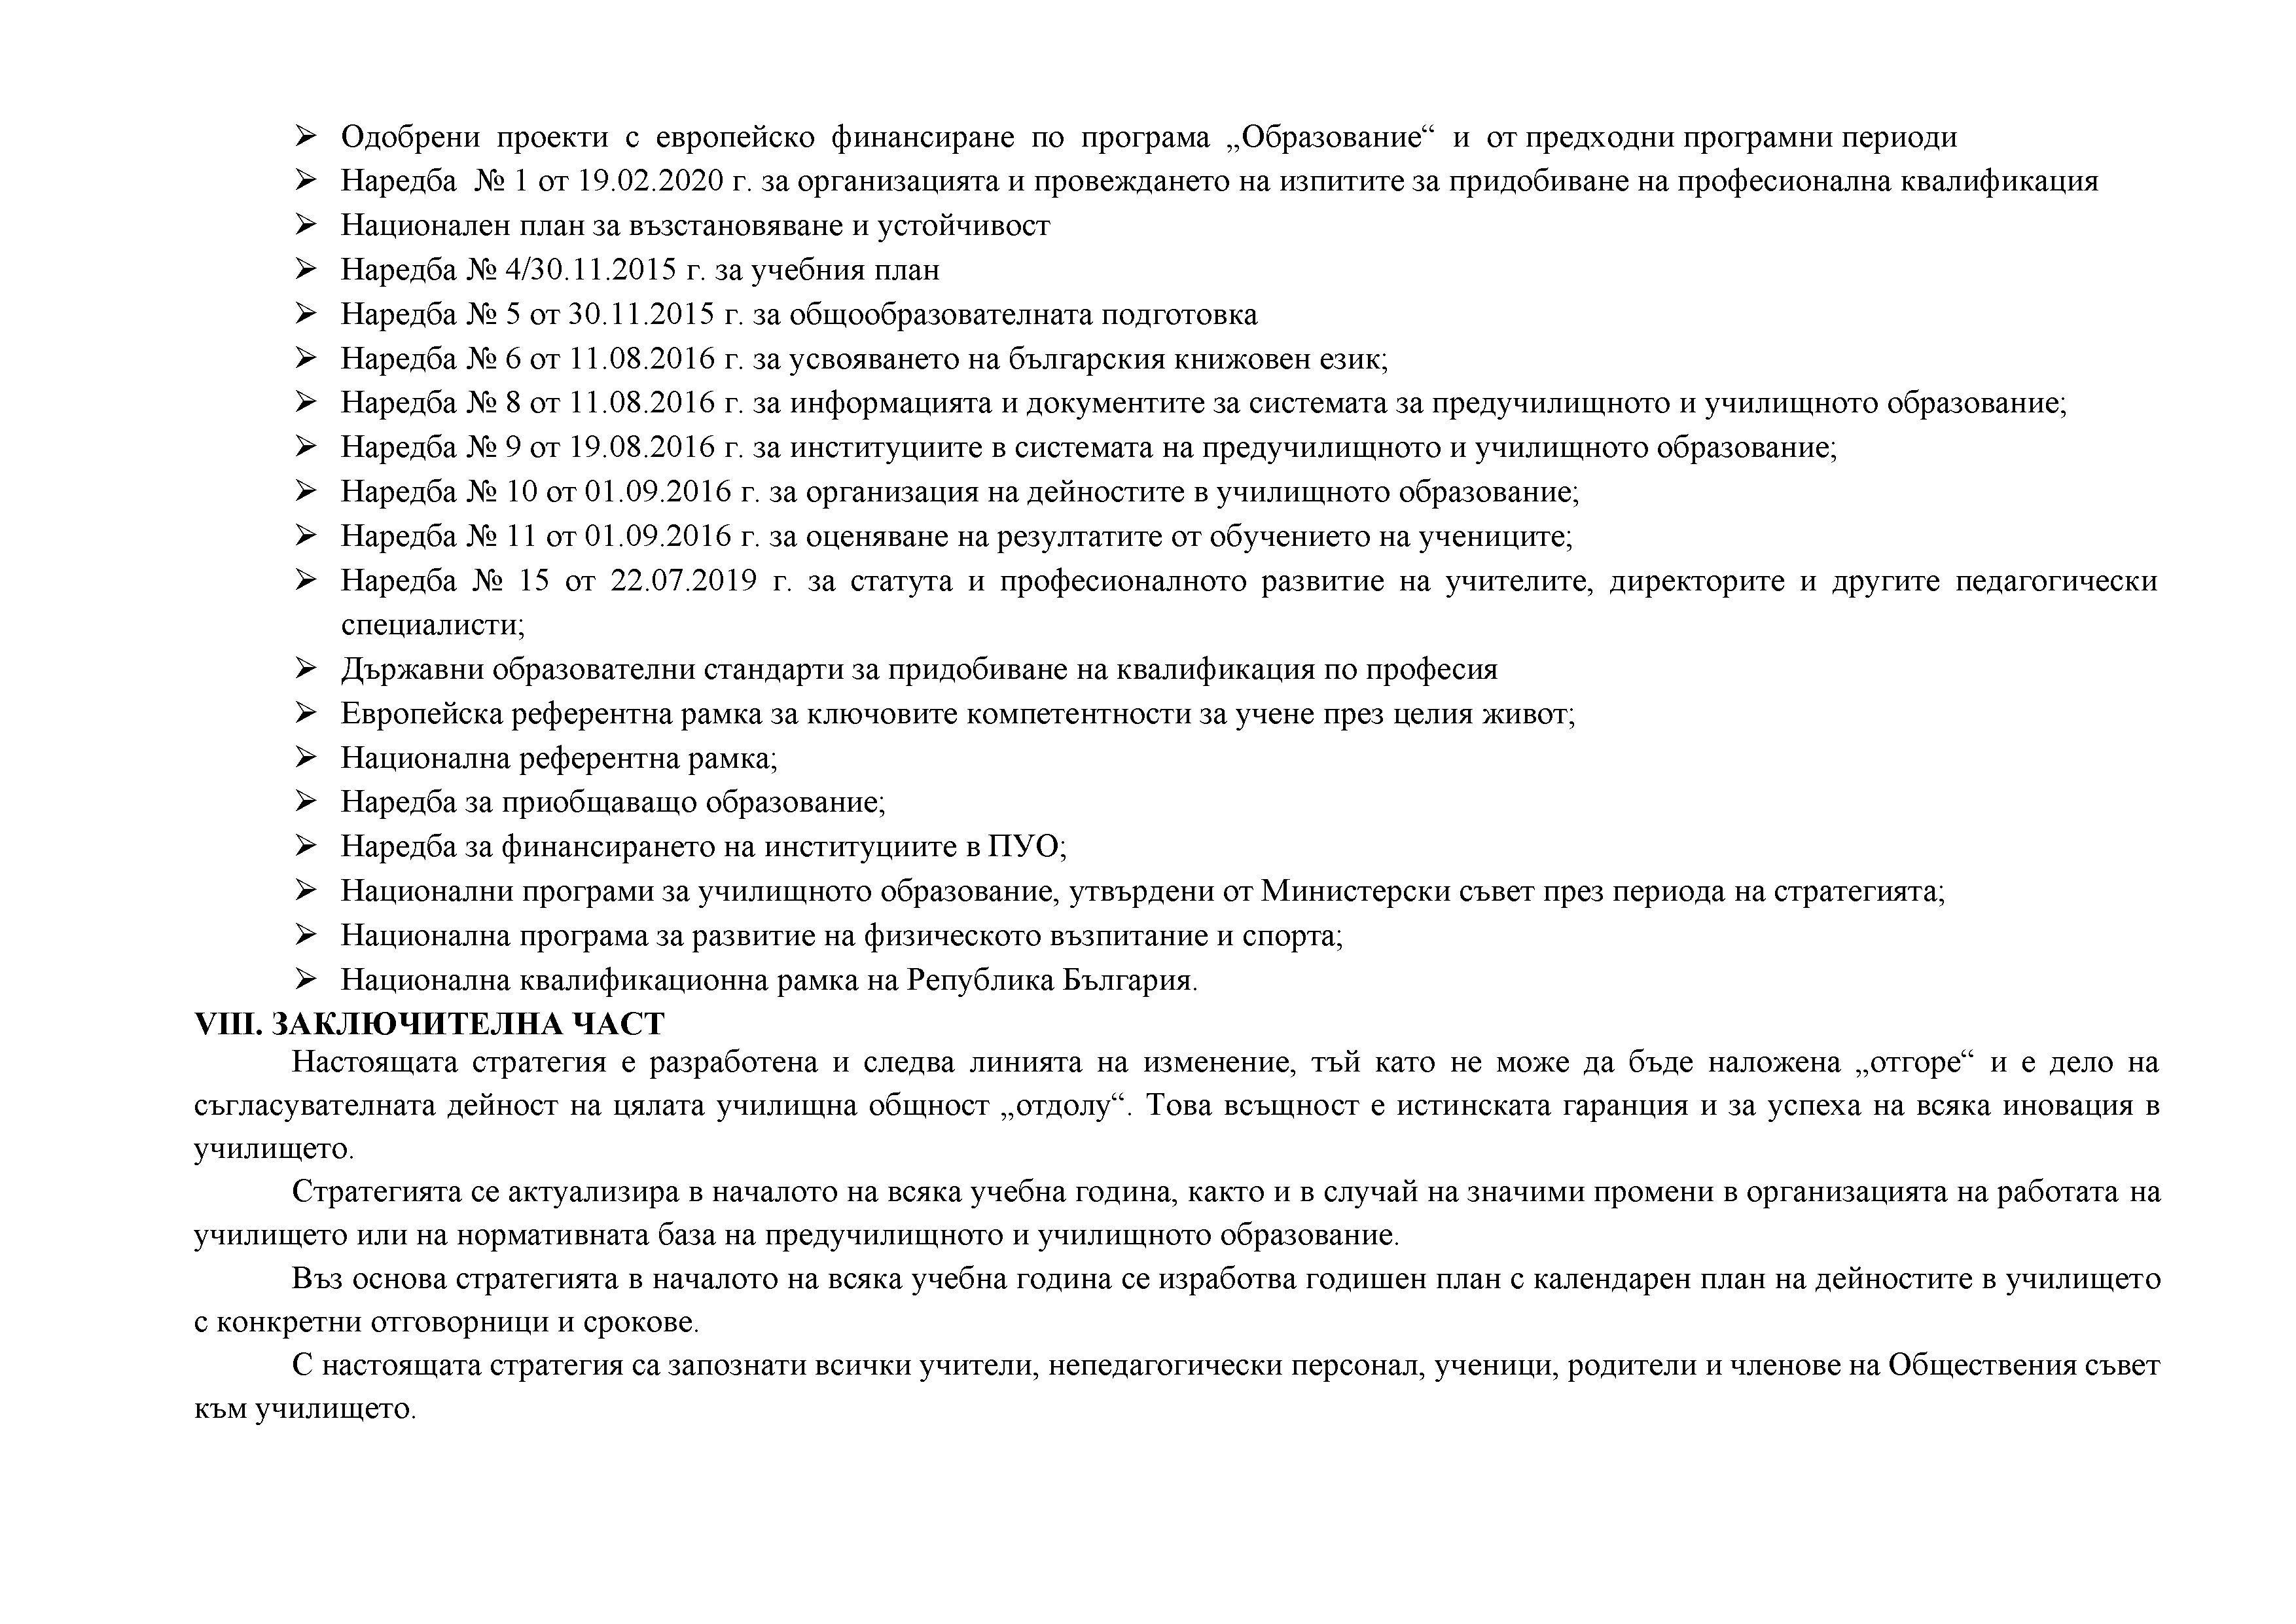 ➢ Одобрени проекти с европейско финансиране по програма „Образование“ и от предходни програмни периоди
➢ Наредба № 1 от 19.02.2020 г. за организацията и провеждането на изпитите за придобиване на професионална квалификация
➢ Национален план за възстановяване и устойчивост
➢ Наредба № 4/30.11.2015 г. за учебния план
➢ Наредба № 5 от 30.11.2015 г. за общообразователната подготовка
➢ Наредба № 6 от 11.08.2016 г. за усвояването на българския книжовен език;
➢ Наредба № 8 от 11.08.2016 г. за информацията и документите за системата за предучилищното и училищното образование;
➢ Наредба № 9 от 19.08.2016 г. за институциите в системата на предучилищното и училищното образование;
➢ Наредба № 10 от 01.09.2016 г. за организация на дейностите в училищното образование;
➢ Наредба № 11 от 01.09.2016 г. за оценяване на резултатите от обучението на учениците;
➢ Наредба № 15 от 22.07.2019 г. за статута и професионалното развитие на учителите, директорите и другите педагогически
специалисти;
➢ Държавни образователни стандарти за придобиване на квалификация по професия
➢ Европейска референтна рамка за ключовите компетентности за учене през целия живот;
➢ Национална референтна рамка;
➢ Наредба за приобщаващо образование;
➢ Наредба за финансирането на институциите в ПУО;
➢ Национални програми за училищното образование, утвърдени от Министерски съвет през периода на стратегията;
➢ Национална програма за развитие на физическото възпитание и спорта;
➢ Национална квалификационна рамка на Република България.
VIII. ЗАКЛЮЧИТЕЛНА ЧАСТ
Настоящата стратегия е разработена и следва линията на изменение, тъй като не може да бъде наложена „отгоре“ и е дело на
съгласувателната дейност на цялата училищна общност „отдолу“. Това всъщност е истинската гаранция и за успеха на всяка иновация в
училището.
Стратегията се актуализира в началото на всяка учебна година, както и в случай на значими промени в организацията на работата на
училището или на нормативната база на предучилищното и училищното образование.
Въз основа стратегията в началото на всяка учебна година се изработва годишен план с календарен план на дейностите в училището
с конкретни отговорници и срокове.
С настоящата стратегия са запознати всички учители, непедагогически персонал, ученици, родители и членове на Обществения съвет
към училището.